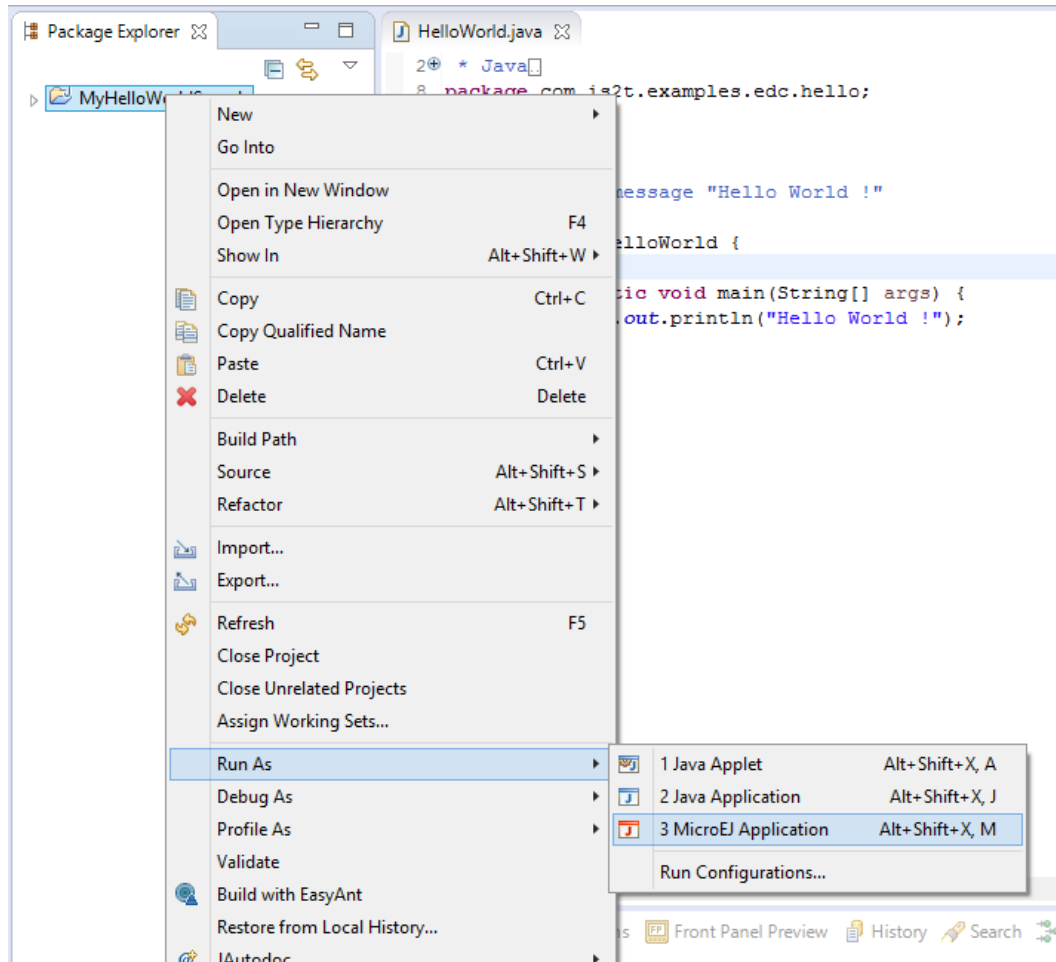 Package Explorer
HelloWorld.java
2 * Java
MyHelloWo
8 package com.is2t.examples.edc.hello;
New
Go Into
Open in New Window
message "Hello World !"
Open Type Hierarchy F4
elloWorld {
Show In Alt+Shift+W
Copy Ctrl+C
tic void main(String[] args) {
.out.println("Hello World !");
Copy Qualified Name
Paste Ctrl+V
Delete Delete
Build Path
Source Alt+Shift+S
Refactor Alt+Shift+T
Import...
Export...
Refresh F5
Close Project
Close Unrelated Projects
Assign Working Sets...
Run As
1 Java Applet Alt+Shift+X, A
Debug As
2 Java Application Alt+Shift+X, J
Profile As
3 MicroEJ Application Alt+Shift+X, M
Validate
Run Configurations...
Build with EasyAnt
Restore from Local History...
ns Front Panel Preview History Search
JAutodoc